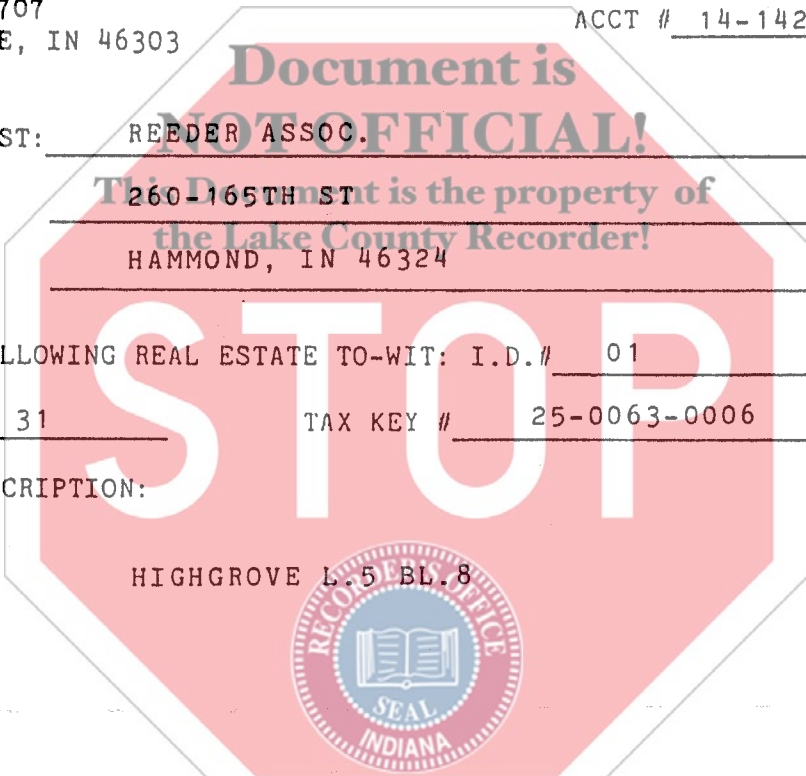 707
E, IN 46303
ACCT # 14-142
Document is
NOT OFFICIAL!
ST: REEDER ASSOC.
This Document is the property of
260-165TH ST
the Lake County Recorder!
HAMMOND, IN 46324
STOP
LLOWING REAL ESTATE TO-WIT: I.D.# 01
31 TAX KEY # 25-0063-0006
CRIPTION:
HIGHGROVE L.5 BL.8
RECORDER'S OFFICE
SEAL
INDIANA